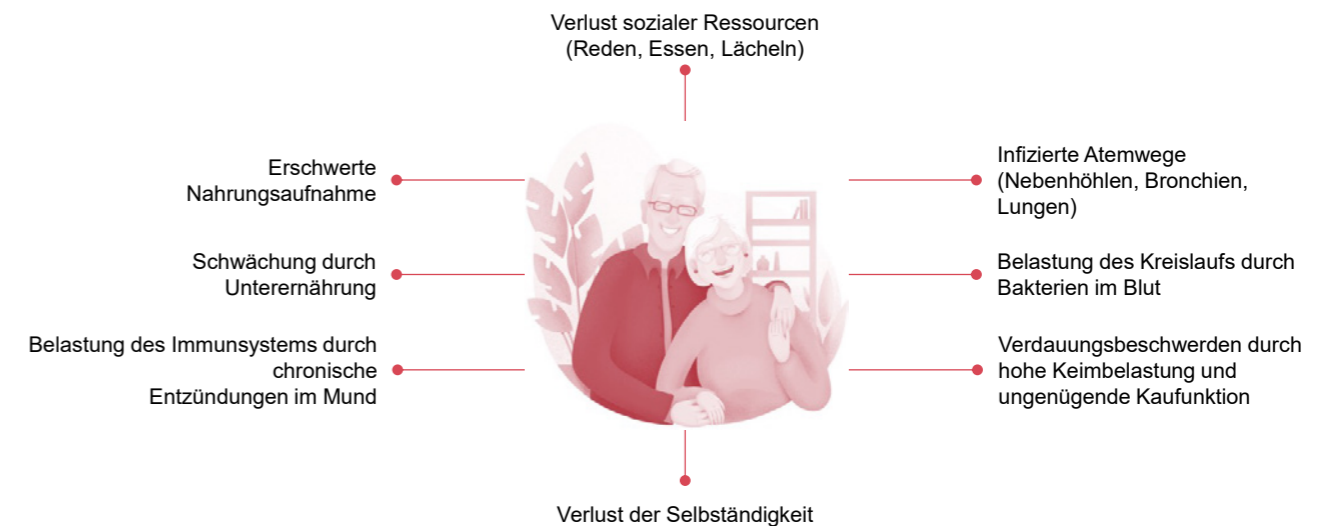 Verlust sozialer Ressourcen
(Reden, Essen, Lächeln)
Erschwerte
Nahrungsaufnahme
Schwächung durch
Unterernährung
Belastung des Immunsystems durch
chronische
Entzündungen im Mund
Infizierte Atemwege
(Nebenhöhlen, Bronchien,
Lungen)
Belastung des Kreislaufs durch
Bakterien im Blut
Verdauungsbeschwerden durch
hohe Keimbelastung und
ungenügende Kaufunktion
Verlust der Selbständigkeit